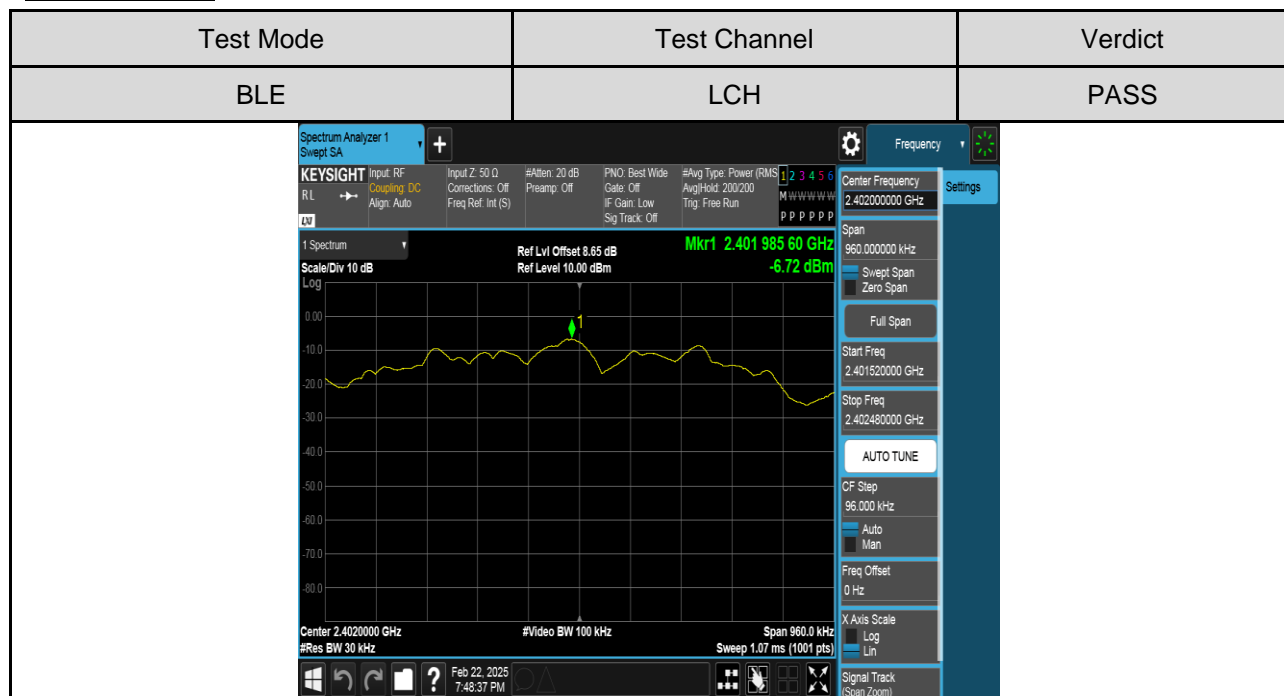 Test Mode Test Channel Verdict
BLE LCH PASS
Spectrum Analyzer 1
Swept SA
+
Frequency
KEYSIGHT
RL
LXI
Input: RF
Coupling: DC
Align: Auto
Input Z: 50 Ω
Corrections: Off
Freq Ref: Int (S)
#Atten: 20 dB
Preamp: Off
PNO: Best Wide
Gate: Off
IF Gain: Low
Sig Track: Off
#Avg Type: Power (RMS
Avg|Hold: 200/200
Trig: Free Run
1 2 3 4 5 6
M W W W W W
P P P P P P
1 Spectrum
Scale/Div 10 dB
Ref Lvl Offset 8.65 dB
Ref Level 10.00 dBm
Mkr1 2.401 985 60 GHz
-6.72 dBm
Log
1
0.00
-10.0
-20.0
-30.0
-40.0
-50.0
-60.0
-70.0
-80.0
Center 2.4020000 GHz
#Res BW 30 kHz
#Video BW 100 kHz
Span 960.0 kHz
Sweep 1.07 ms (1001 pts)
?
Feb 22, 2025
7:48:37 PM
Center Frequency
2.402000000 GHz
Span
960.000000 kHz
Swept Span
Zero Span
Full Span
Start Freq
2.401520000 GHz
Stop Freq
2.402480000 GHz
AUTO TUNE
CF Step
96.000 kHz
Auto
Man
Freq Offset
0 Hz
X Axis Scale
Log
Lin
Signal Track
(Span Zoom)
Settings